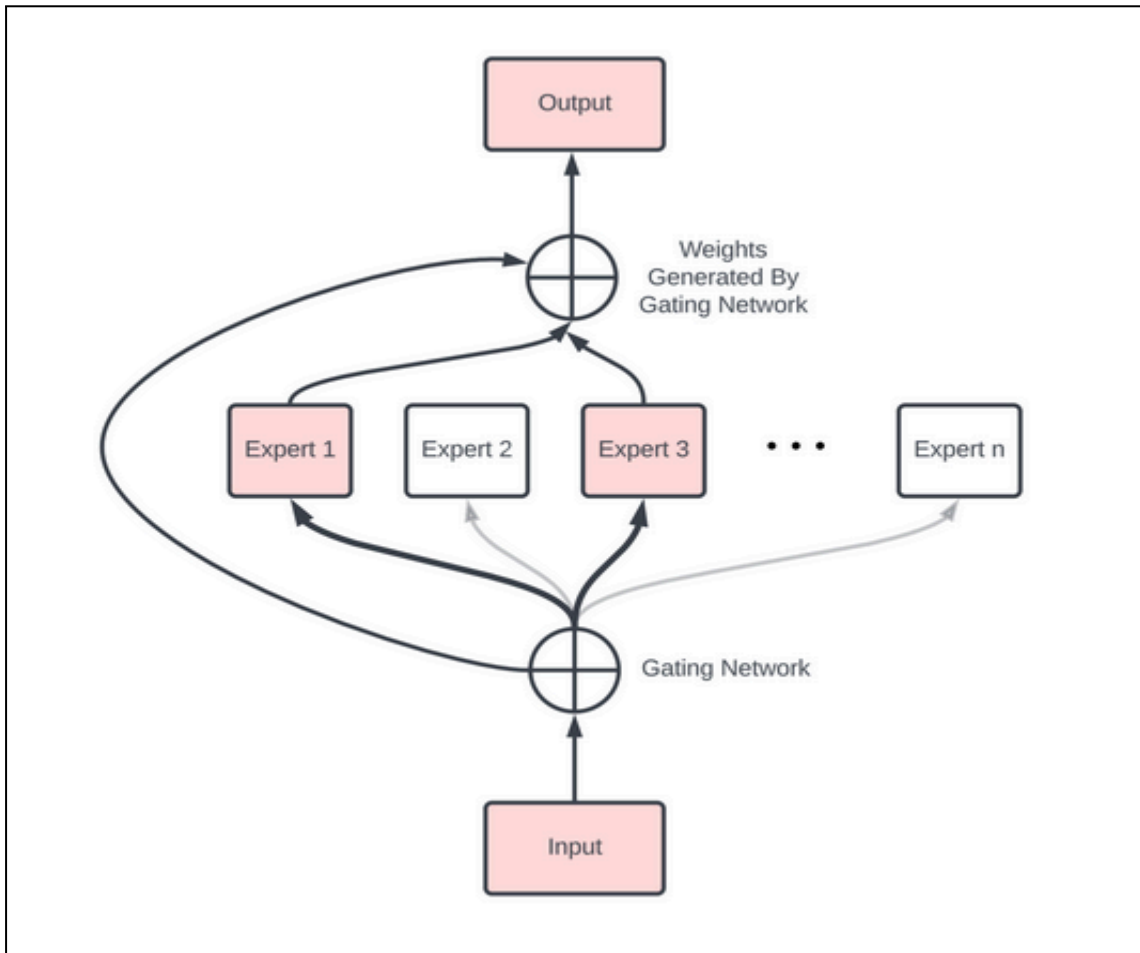 Output
Weights
Generated By
Gating Network
Expert 1
Expert 2
Expert 3
• • •
Expert n
Gating Network
Input